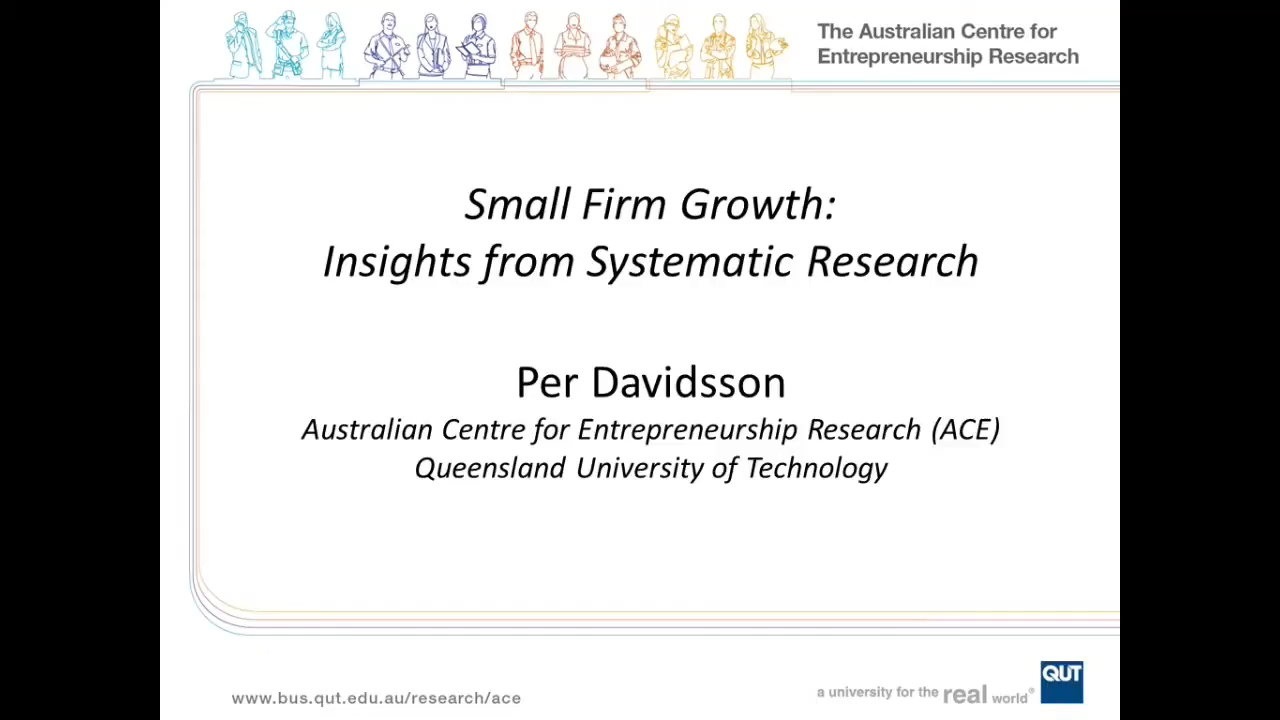 The Australian Centre for
Entrepreneurship Research
Small Firm Growth:
Insights from Systematic Research
Per Davidsson
Australian Centre for Entrepreneurship Research (ACE)
Queensland University of Technology
www.bus.qut.edu.au/research/ace
a university for the real world®
QUT